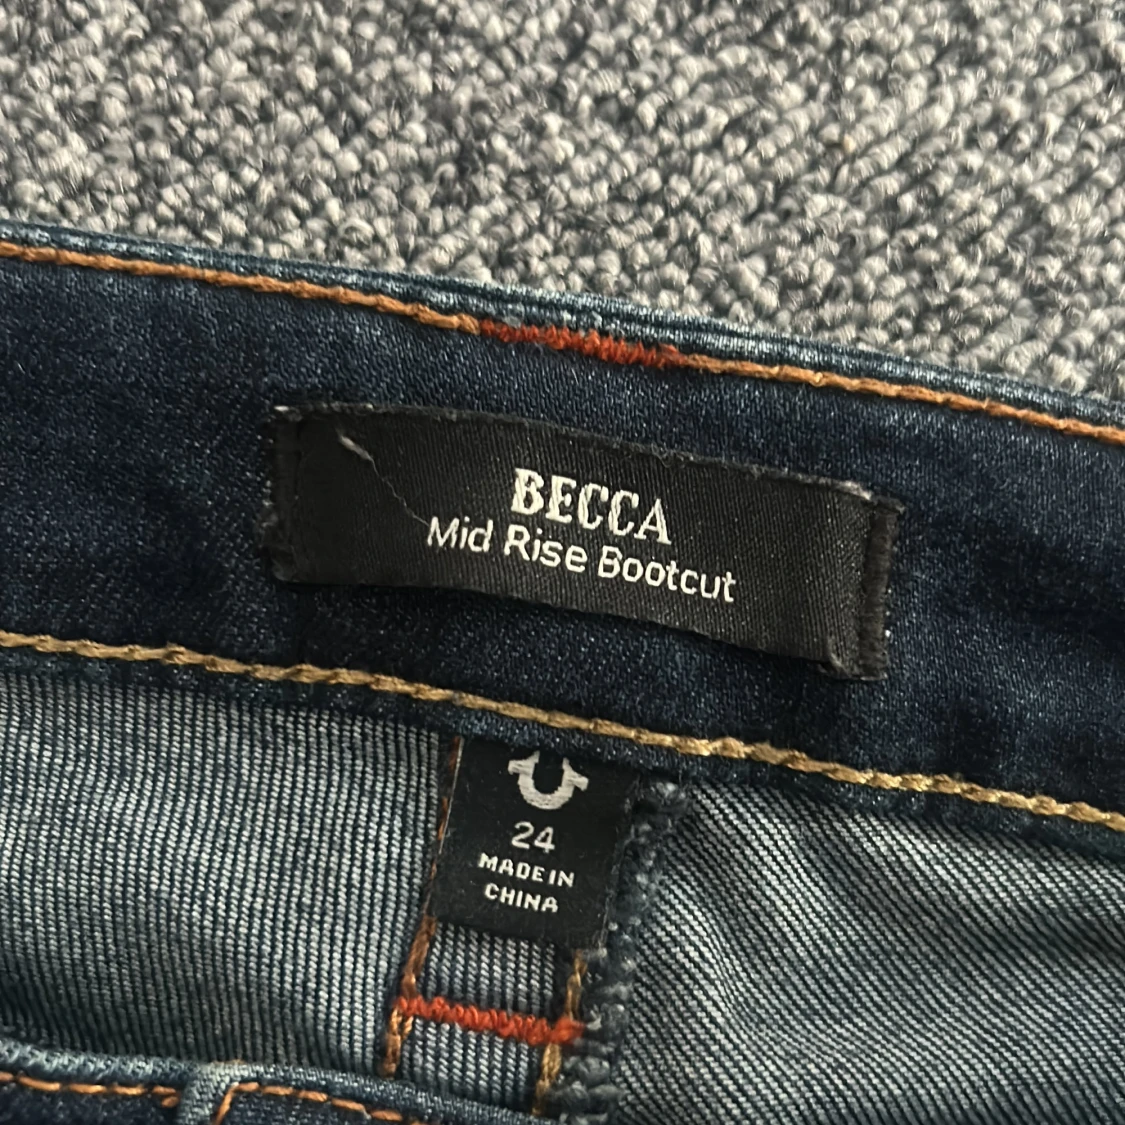 BECCA
Mid Rise Bootcut
24
MADE IN
CHINA